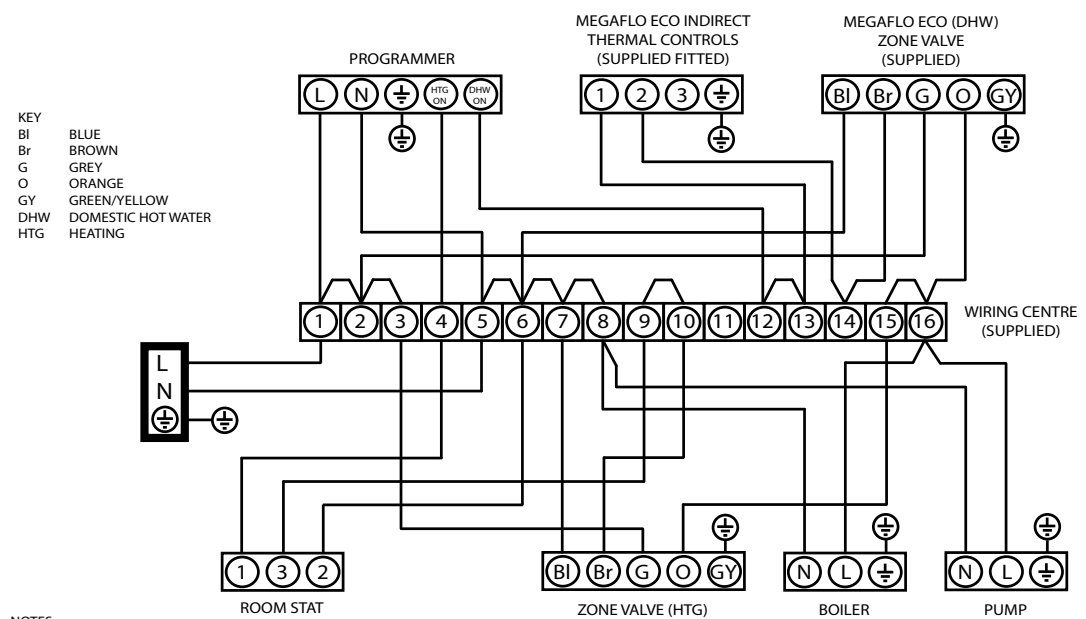 MEGAFLO ECO INDIRECT
THERMAL CONTROLS
(SUPPLIED FITTED)
MEGAFLO ECO (DHW)
ZONE VALVE
(SUPPLIED)
PROGRAMMER
L N HTG ON DHW ON
1 2 3
Bl Br G O GY
KEY
Bl BLUE
Br BROWN
G GREY
O ORANGE
GY GREEN/YELLOW
DHW DOMESTIC HOT WATER
HTG HEATING
1 2 3 4 5 6 7 8 9 10 11 12 13 14 15 16
WIRING CENTRE
(SUPPLIED)
L
N
1 3 2
ROOM STAT
Bl Br G O GY
ZONE VALVE (HTG)
N L
BOILER
N L
PUMP